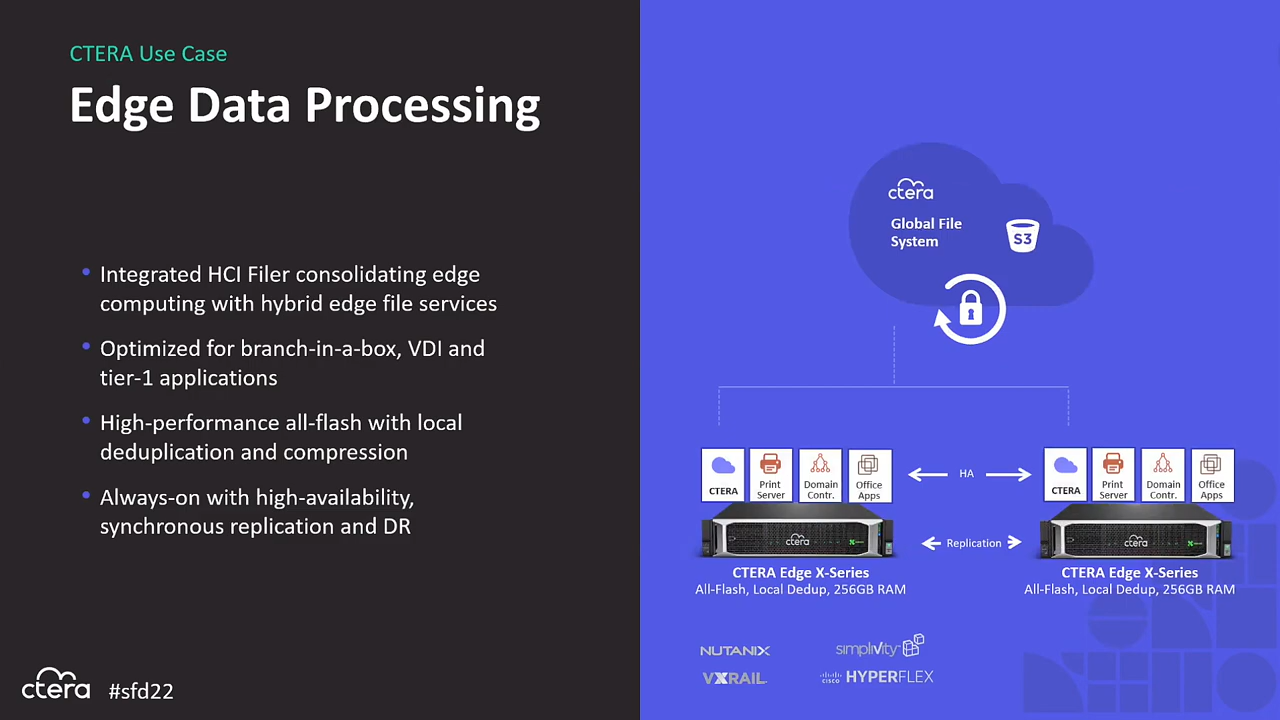 CTERA Use Case
Edge Data Processing
• Integrated HCI Filer consolidating edge
computing with hybrid edge file services
• Optimized for branch-in-a-box, VDI and
tier-1 applications
• High-performance all-flash with local
deduplication and compression
• Always-on with high-availability,
synchronous replication and DR
ctera #sfd22
ctera
Global File
System
S3
CTERA
Print
Server
Domain
Contr.
Office
Apps
HA
CTERA
Print
Server
Domain
Contr.
Office
Apps
ctera
Replication
ctera
CTERA Edge X-Series
All-Flash, Local Dedup, 256GB RAM
CTERA Edge X-Series
All-Flash, Local Dedup, 256GB RAM
NUTANIX
simpliVity
VXRAIL
cisco HYPERFLEX